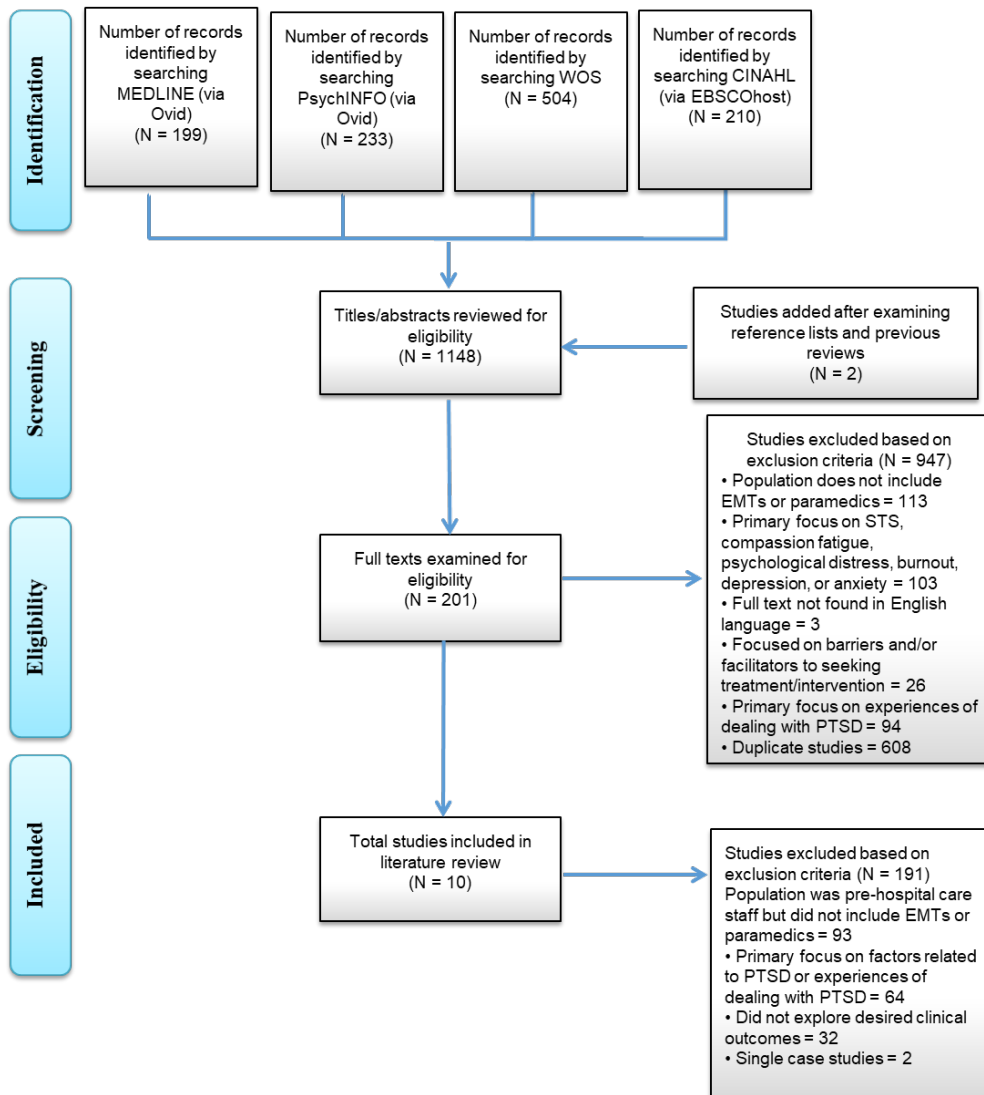 Identification
Number of records
identified by
searching
MEDLINE (via
Ovid)
(N = 199)
Number of records
identified by
searching
PsychINFO (via
Ovid)
(N = 233)
Number of records
identified by
searching WOS
(N = 504)
Number of records
identified by
searching CINAHL
(via EBSCOhost)
(N = 210)
Screening
Titles/abstracts reviewed for
eligibility
(N = 1148)
Studies added after examining
reference lists and previous
reviews
(N = 2)
Studies excluded based on
exclusion criteria (N = 947)
• Population does not include
EMTs or paramedics = 113
• Primary focus on STS,
compassion fatigue,
psychological distress, burnout,
depression, or anxiety = 103
• Full text not found in English
language = 3
• Focused on barriers and/or
facilitators to seeking
treatment/intervention = 26
• Primary focus on experiences of
dealing with PTSD = 94
• Duplicate studies = 608
Eligibility
Full texts examined for
eligibility
(N = 201)
Included
Total studies included in
literature review
(N = 10)
Studies excluded based on
exclusion criteria (N = 191)
Population was pre-hospital care
staff but did not include EMTs or
paramedics = 93
• Primary focus on factors related
to PTSD or experiences of
dealing with PTSD = 64
• Did not explore desired clinical
outcomes = 32
• Single case studies = 2